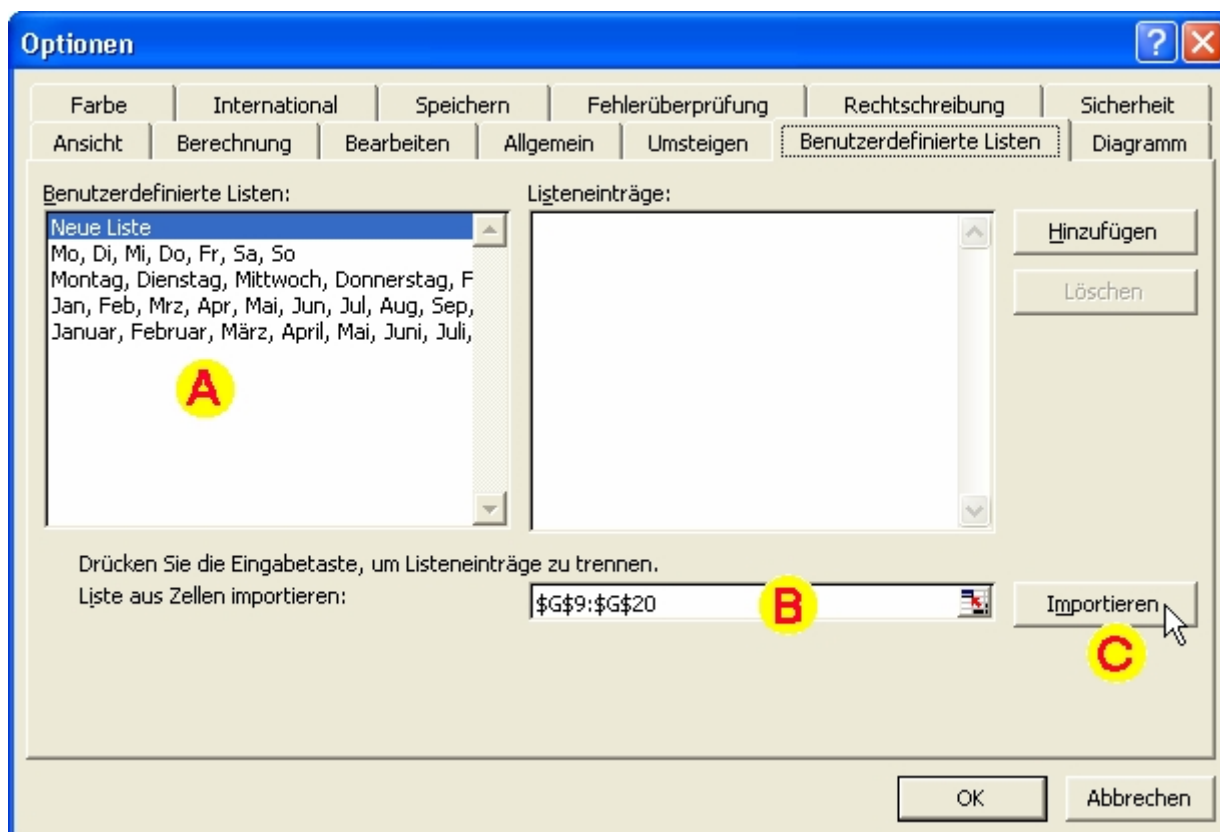 Optionen
Farbe International Speichern Fehlerüberprüfung Rechtschreibung Sicherheit
Ansicht Berechnung Bearbeiten Allgemein Umsteigen Benutzerdefinierte Listen Diagramm
Benutzerdefinierte Listen: Listeneinträge:
Neue Liste
Hinzufügen
Mo, Di, Mi, Do, Fr, Sa, So
Montag, Dienstag, Mittwoch, Donnerstag, F
Löschen
Jan, Feb, Mrz, Apr, Mai, Jun, Jul, Aug, Sep,
Januar, Februar, März, April, Mai, Juni, Juli,
A
Drücken Sie die Eingabetaste, um Listeneinträge zu trennen.
Liste aus Zellen importieren: $G$9:$G$20 B Importieren
C
OK Abbrechen